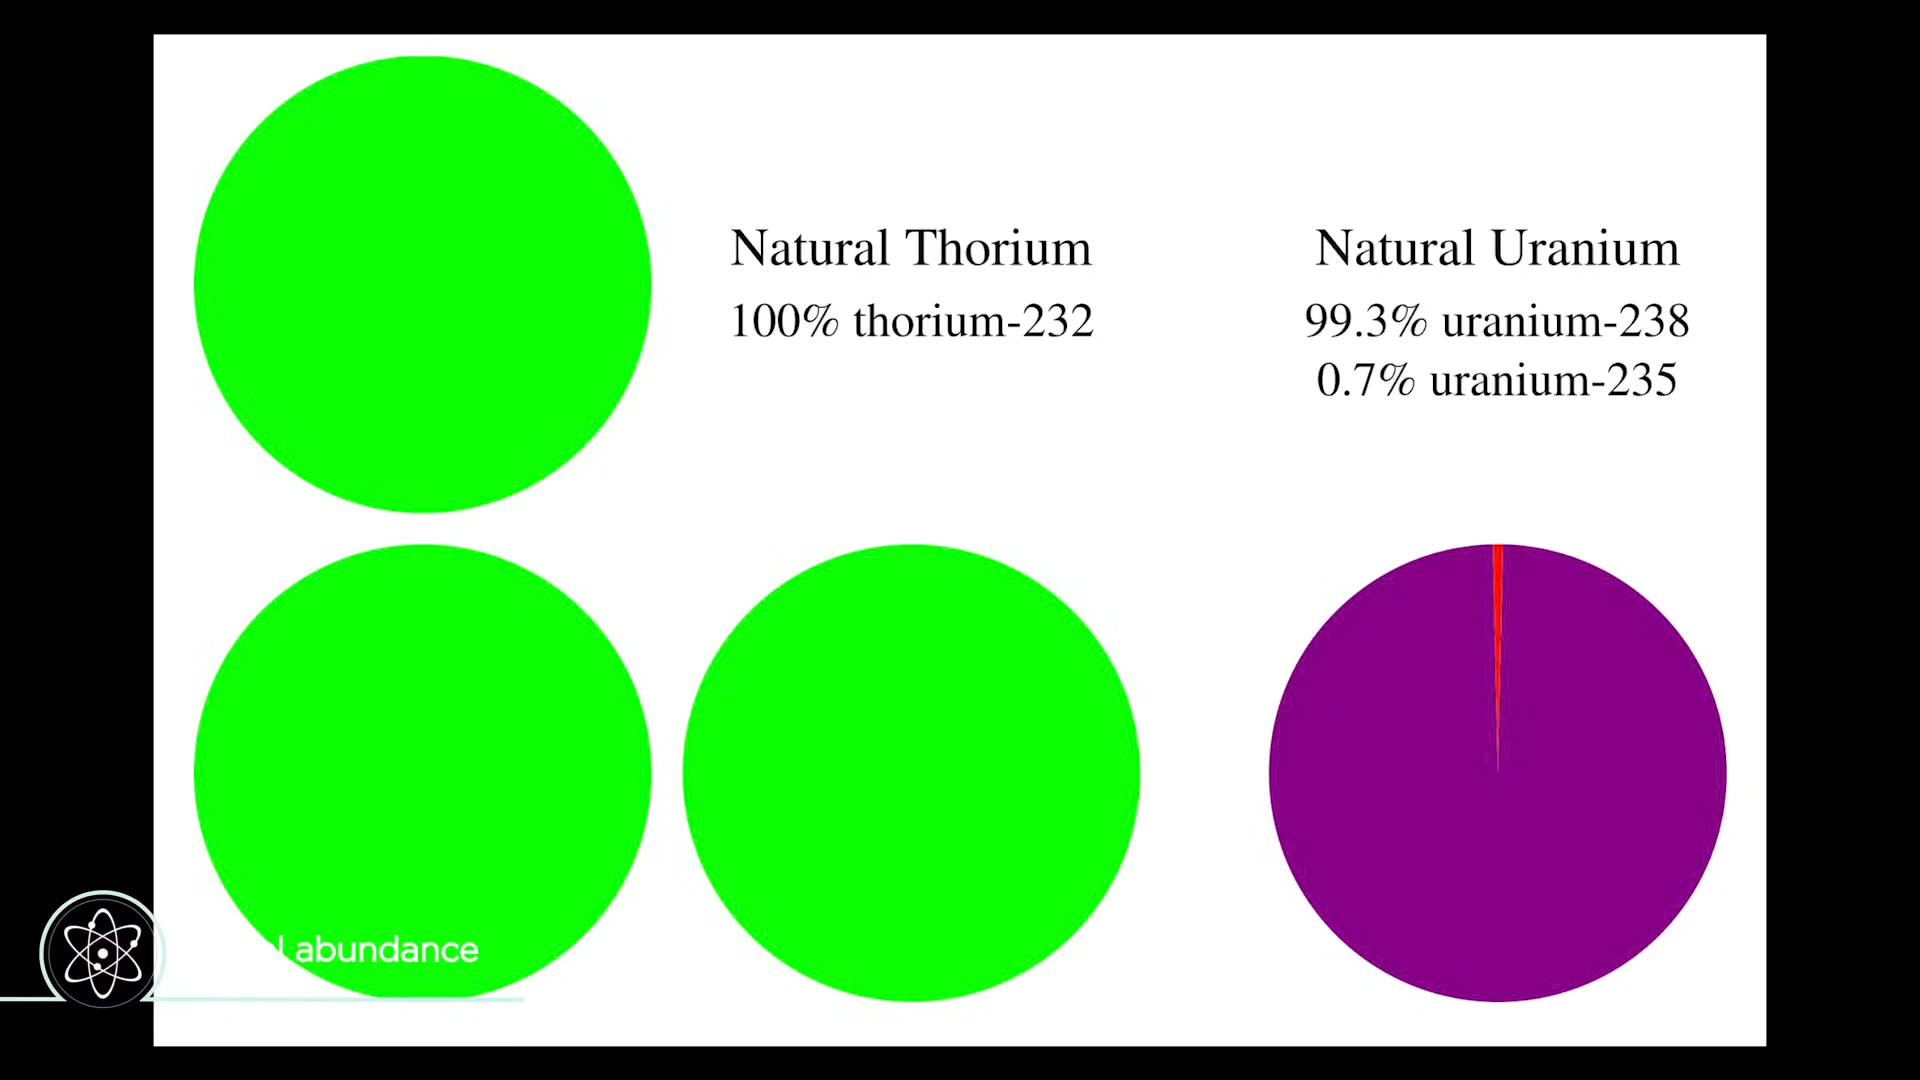 Natural Thorium
100% thorium-232
Natural Uranium
99.3% uranium-238
0.7% uranium-235
abundance